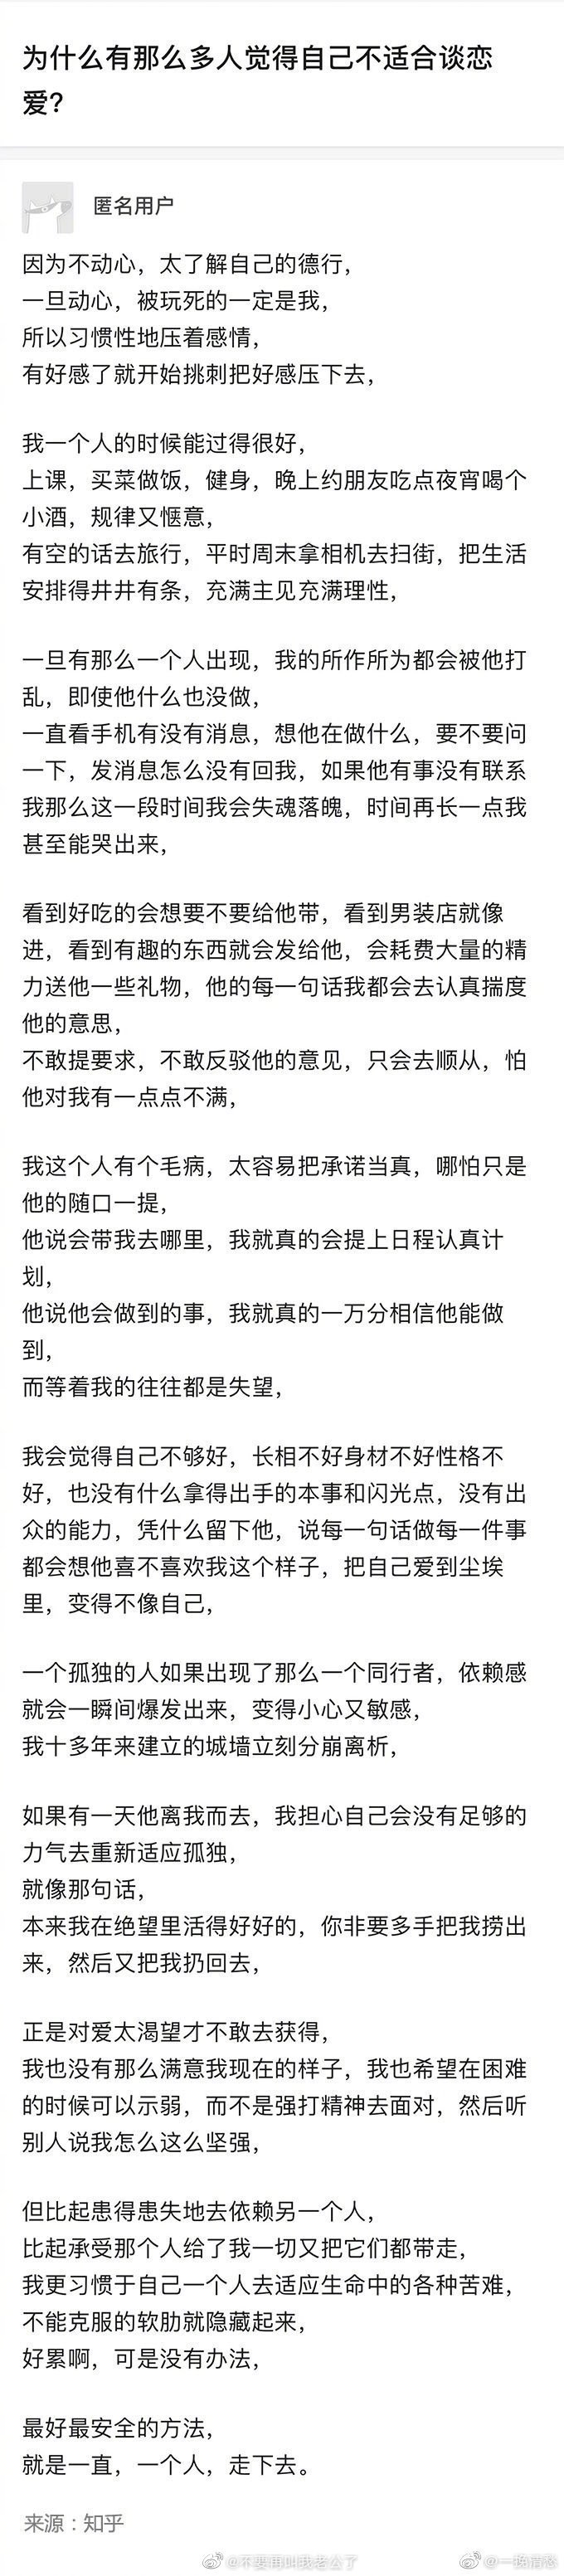 为什么有那么多人觉得自己不适合谈恋
爱？
匿名用户
因为不动心，太了解自己的德行，
一旦动心，被玩死的一定是我，
所以习惯性地压着感情，
有好感了就开始挑刺把好感压下去，
我一个人的时候能过得很好，
上课，买菜做饭，健身，晚上约朋友吃点夜宵喝个
小酒，规律又惬意，
有空的话去旅行，平时周末拿相机去扫街，把生活
安排得井井有条，充满主见充满理性，
一旦有那么一个人出现，我的所作所为都会被他打
乱，即使他什么也没做，
一直看手机有没有消息，想他在做什么，要不要问
一下，发消息怎么没有回我，如果他有事没有联系
我那么这一段时间我会失魂落魄，时间再长一点我
甚至能哭出来，
看到好吃的会想要不要给他带，看到男装店就像
进，看到有趣的东西就会发给他，会耗费大量的精
力送他一些礼物，他的每一句话我都会去认真揣度
他的意思，
不敢提要求，不敢反驳他的意见，只会去顺从，怕
他对我有一点点不满，
我这个人有个毛病，太容易把承诺当真，哪怕只是
他的随口一提，
他说会带我去哪里，我就真的会提上日程认真计
划，
他说他会做到的事，我就真的一万分相信他能做
到，
而等着我的往往都是失望，
我会觉得自己不够好，长相不好身材不好性格不
好，也没有什么拿得出手的本事和闪光点，没有出
众的能力，凭什么留下他，说每一句话做每一件事
都会想他喜不喜欢我这个样子，把自己爱到尘埃
里，变得不像自己，
一个孤独的人如果出现了那么一个同行者，依赖感
就会一瞬间爆发出来，变得小心又敏感，
我十多年来建立的城墙立刻分崩离析，
如果有一天他离我而去，我担心自己会没有足够的
力气去重新适应孤独，
就像那句话，
本来我在绝望里活得好好的，你非要多手把我捞出
来，然后又把我扔回去，
正是对爱太渴望才不敢去获得，
我也没有那么满意我现在的样子，我也希望在困难
的时候可以示弱，而不是强打精神去面对，然后听
别人说我怎么这么坚强，
但比起患得患失地去依赖另一个人，
比起承受那个人给了我一切又把它们都带走，
我更习惯于自己一个人去适应生命中的各种苦难，
不能克服的软肋就隐藏起来，
好累啊，可是没有办法，
最好最安全的方法，
就是一直，一个人，走下去。
来源：知乎
@不要再叫我老公了